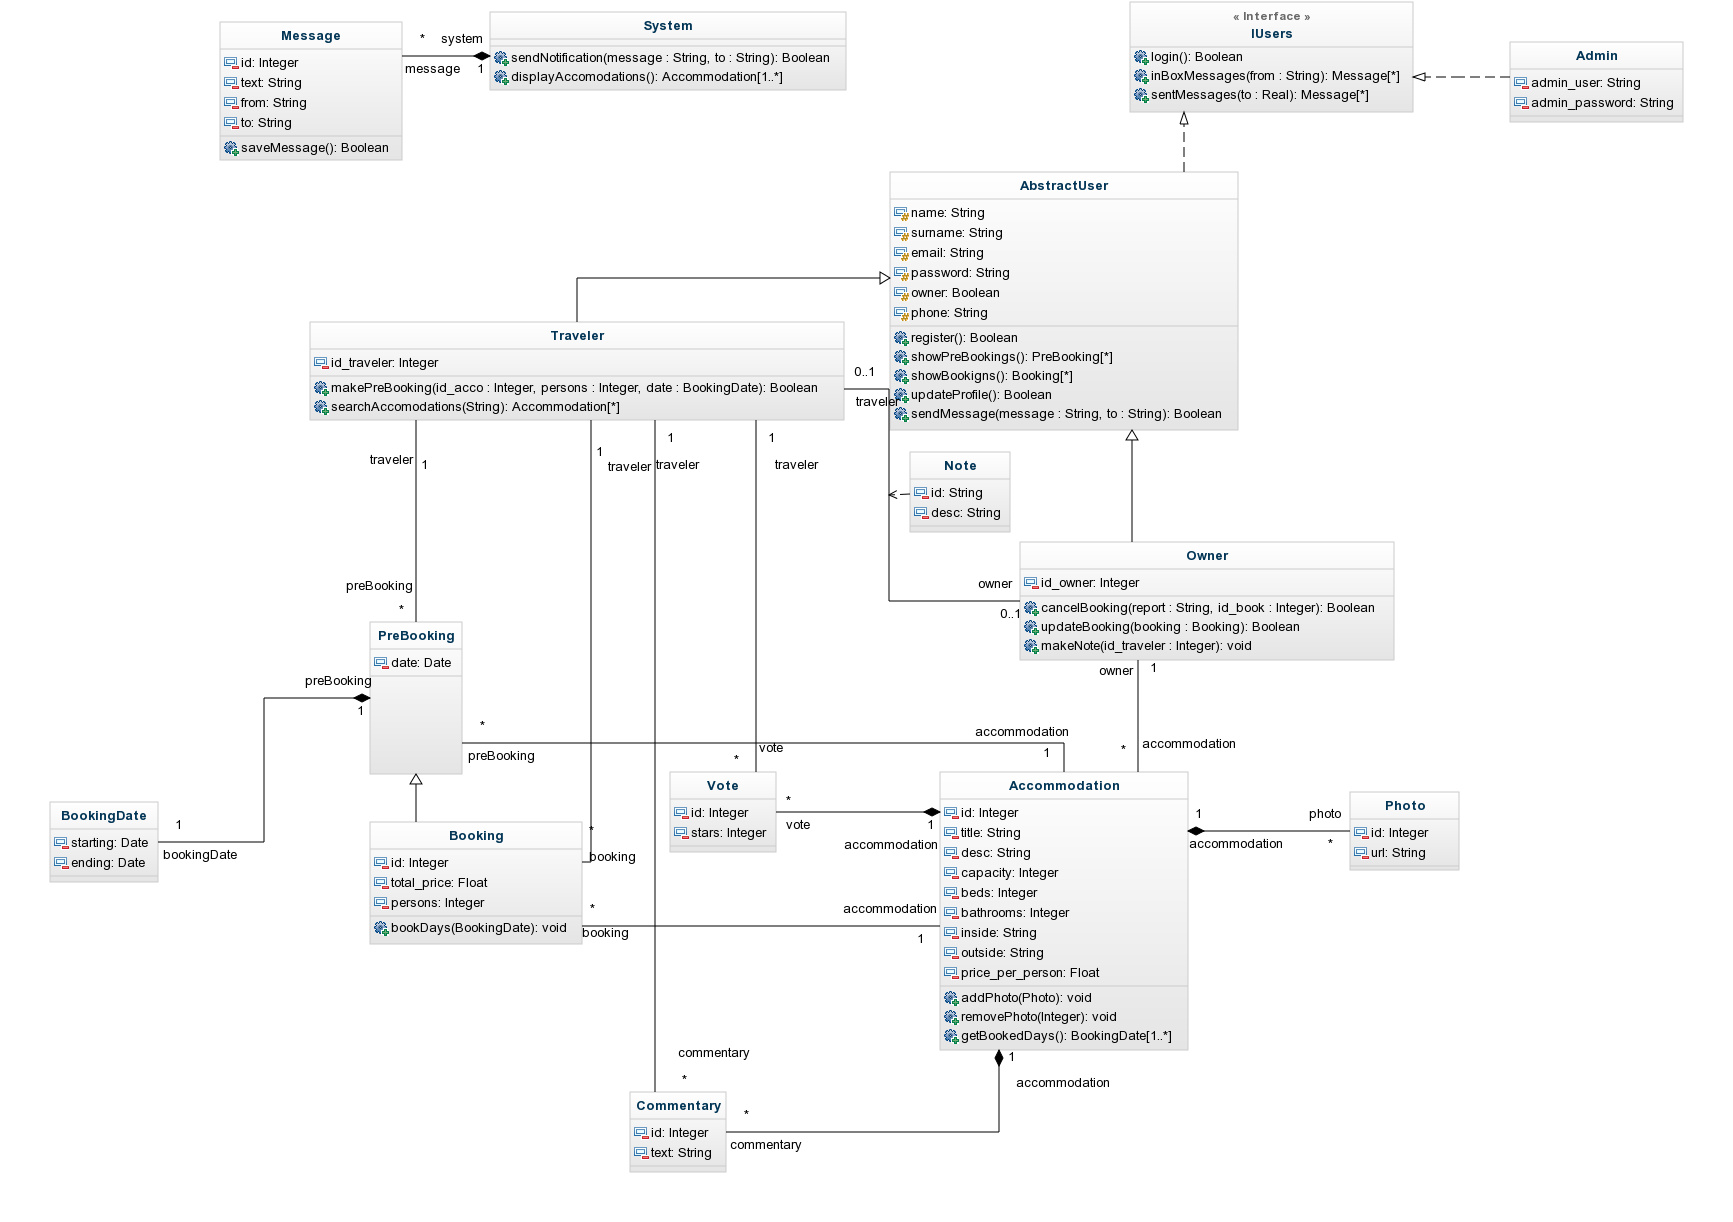 Message
id: Integer
text: String
from: String
to: String
saveMessage(): Boolean
* system
message 1
System
sendNotification(message : String, to : String): Boolean
displayAccomodations(): Accommodation[1..*]
« Interface »
IUsers
login(): Boolean
inBoxMessages(from : String): Message[*]
sentMessages(to : Real): Message[*]
Admin
admin_user: String
admin_password: String
AbstractUser
name: String
surname: String
email: String
password: String
owner: Boolean
phone: String
register(): Boolean
showPreBookings(): PreBooking[*]
showBookigns(): Booking[*]
updateProfile(): Boolean
sendMessage(message : String, to : String): Boolean
Traveler
id_traveler: Integer
makePreBooking(id_acco : Integer, persons : Integer, date : BookingDate): Boolean
searchAccomodations(String): Accommodation[*]
0..1
traveler
traveler 1
1
traveler
1
traveler
1
traveler
Note
id: String
desc: String
owner
0..1
Owner
id_owner: Integer
cancelBooking(report : String, id_book : Integer): Boolean
updateBooking(booking : Booking): Boolean
makeNote(id_traveler : Integer): void
owner 1
* accommodation
preBooking
*
PreBooking
date: Date
preBooking
1
*
preBooking
accommodation
1
vote
*
BookingDate
starting: Date
ending: Date
1
bookingDate
Booking
id: Integer
total_price: Float
persons: Integer
bookDays(BookingDate): void
*
booking
*
booking
accommodation
1
Vote
id: Integer
stars: Integer
*
vote
1
accommodation
Accommodation
id: Integer
title: String
desc: String
capacity: Integer
beds: Integer
bathrooms: Integer
inside: String
outside: String
price_per_person: Float
addPhoto(Photo): void
removePhoto(Integer): void
getBookedDays(): BookingDate[1..*]
1
accommodation
photo
*
Photo
id: Integer
url: String
1
accommodation
commentary
*
Commentary
id: Integer
text: String
*
commentary